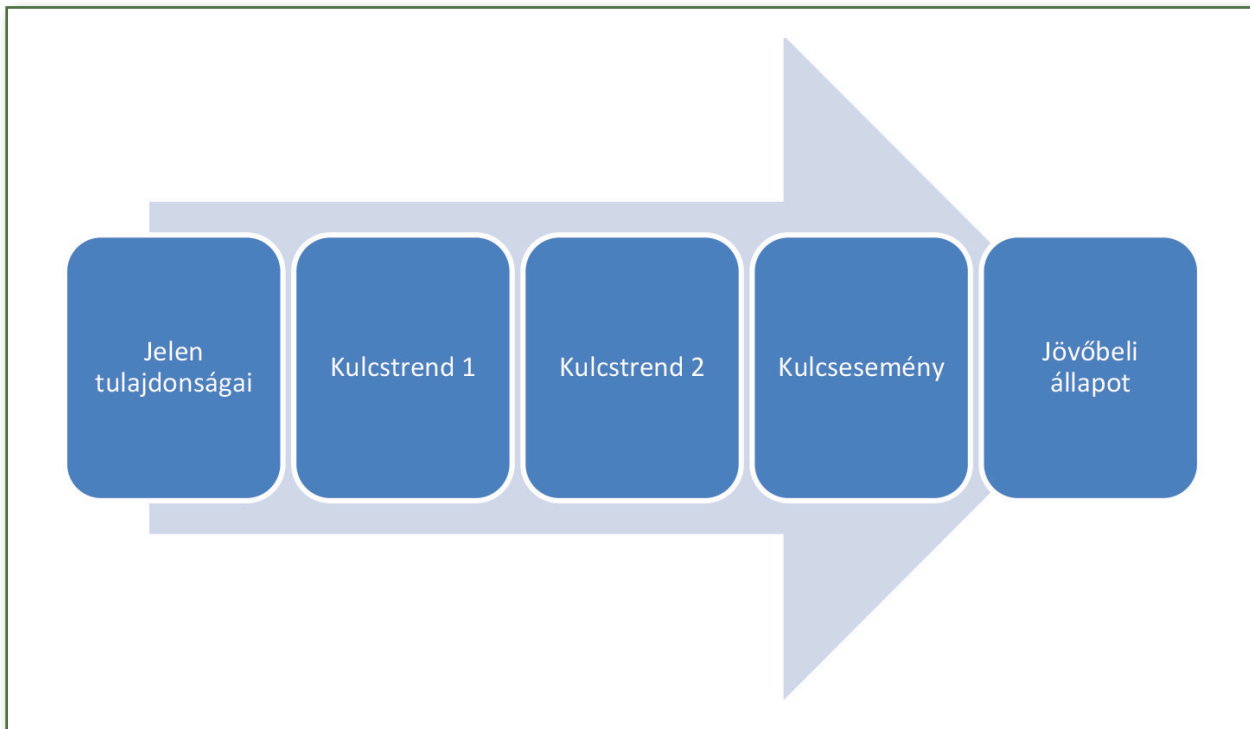 Jelen
tulajdonságai
Kulcstrend 1
Kulcstrend 2
Kulcsesemény
Jövőbeli
állapot